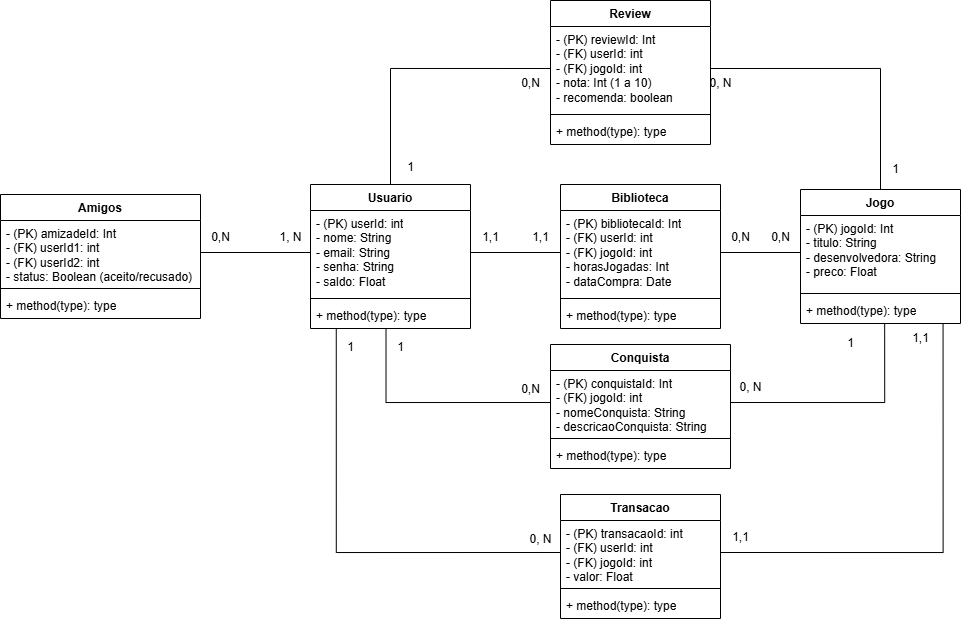 Review
- (PK) reviewId: Int
- (FK) userId: int
- (FK) jogoId: int
- nota: Int (1 a 10)
- recomenda: boolean
+ method(type): type
0,N
0, N
1
1
Amigos
- (PK) amizadeId: Int
- (FK) userId1: int
- (FK) userId2: int
- status: Boolean (aceito/recusado)
+ method(type): type
0,N
1, N
Usuario
- (PK) userId: int
- nome: String
- email: String
- senha: String
- saldo: Float
+ method(type): type
1,1
1,1
Biblioteca
- (PK) bibliotecaId: Int
- (FK) userId: int
- (FK) jogoId: int
- horasJogadas: Int
- dataCompra: Date
+ method(type): type
0,N
0,N
Jogo
- (PK) jogoId: Int
- titulo: String
- desenvolvedora: String
- preco: Float
+ method(type): type
1
1
1
1,1
Conquista
- (PK) conquistaId: Int
- (FK) jogoId: int
- nomeConquista: String
- descricaoConquista: String
+ method(type): type
0,N
0, N
Transacao
- (PK) transacaoId: int
- (FK) userId: int
- (FK) jogoId: int
- valor: Float
+ method(type): type
0, N
1,1